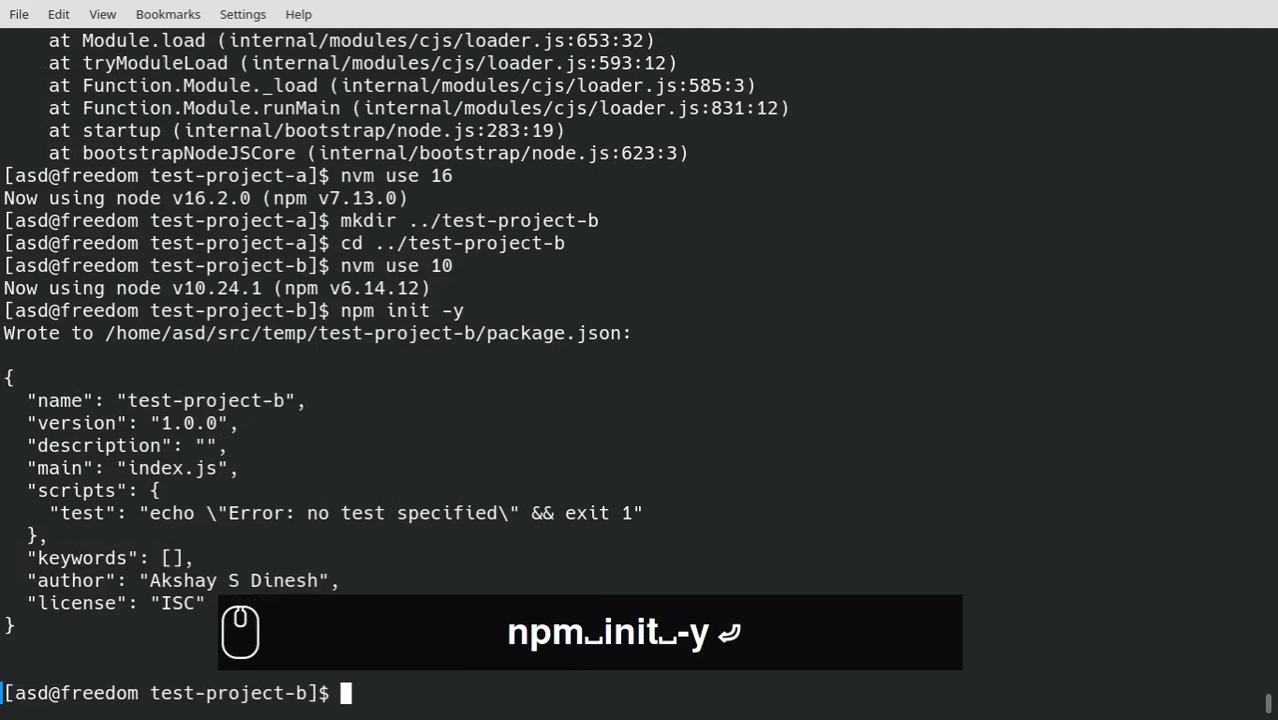 File Edit View Bookmarks Settings Help
    at Module.load (internal/modules/cjs/loader.js:653:32)
    at tryModuleLoad (internal/modules/cjs/loader.js:593:12)
    at Function.Module._load (internal/modules/cjs/loader.js:585:3)
    at Function.Module.runMain (internal/modules/cjs/loader.js:831:12)
    at startup (internal/bootstrap/node.js:283:19)
    at bootstrapNodeJSCore (internal/bootstrap/node.js:623:3)
[asd@freedom test-project-a]$ nvm use 16
Now using node v16.2.0 (npm v7.13.0)
[asd@freedom test-project-a]$ mkdir ../test-project-b
[asd@freedom test-project-a]$ cd ../test-project-b
[asd@freedom test-project-b]$ nvm use 10
Now using node v10.24.1 (npm v6.14.12)
[asd@freedom test-project-b]$ npm init -y
Wrote to /home/asd/src/temp/test-project-b/package.json:
{
  "name": "test-project-b",
  "version": "1.0.0",
  "description": "",
  "main": "index.js",
  "scripts": {
    "test": "echo \"Error: no test specified\" && exit 1"
  },
  "keywords": [],
  "author": "Akshay S Dinesh",
  "license": "ISC"
}
npm␣init␣-y ⏎
[asd@freedom test-project-b]$